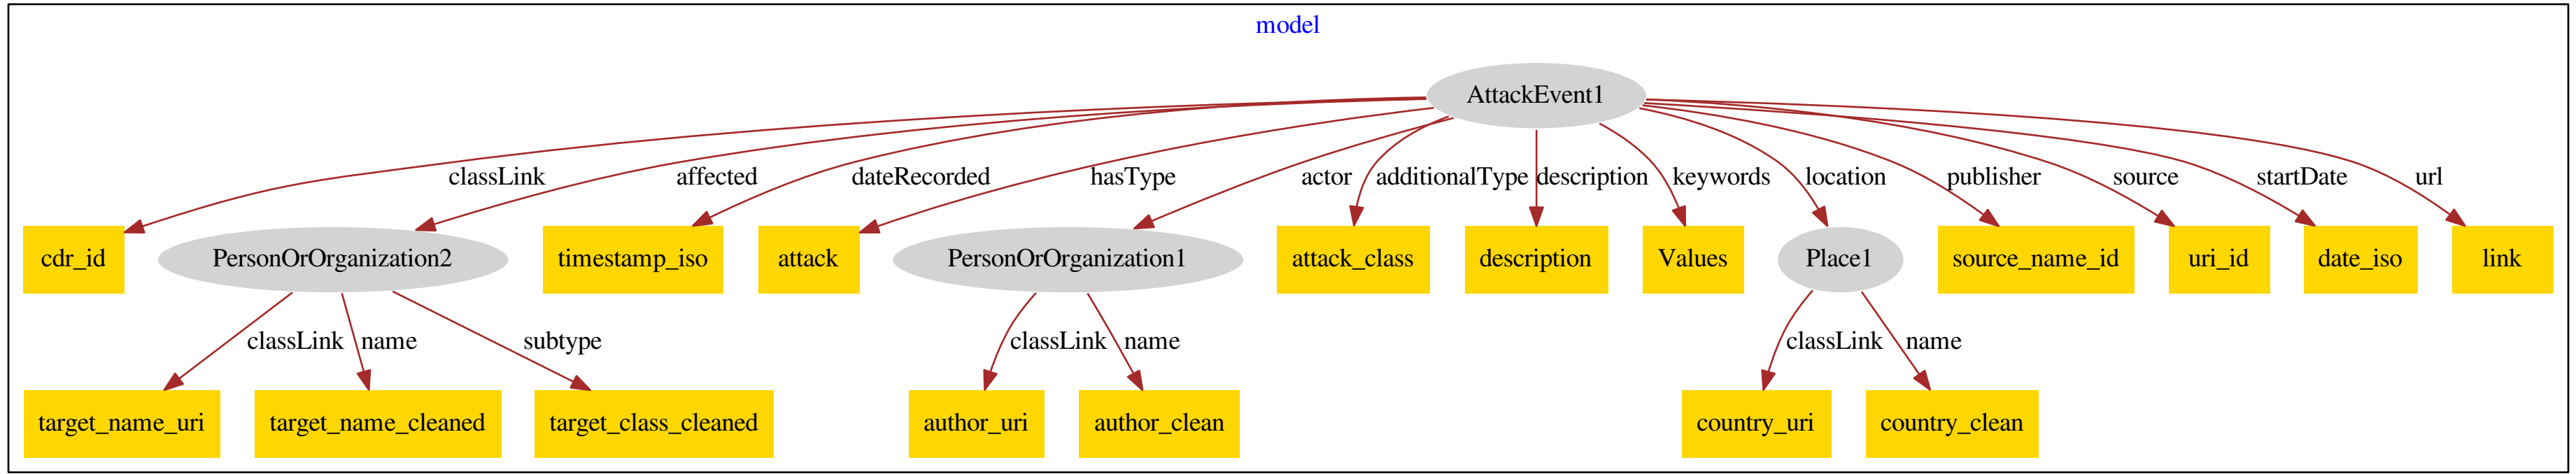 model
AttackEvent1
classLink
affected
dateRecorded
hasType
actor
additionalType
description
keywords
location
publisher
source
startDate
url
cdr_id
PersonOrOrganization2
timestamp_iso
attack
PersonOrOrganization1
attack_class
description
Values
Place1
source_name_id
uri_id
date_iso
link
classLink
name
subtype
classLink
name
classLink
name
target_name_uri
target_name_cleaned
target_class_cleaned
author_uri
author_clean
country_uri
country_clean